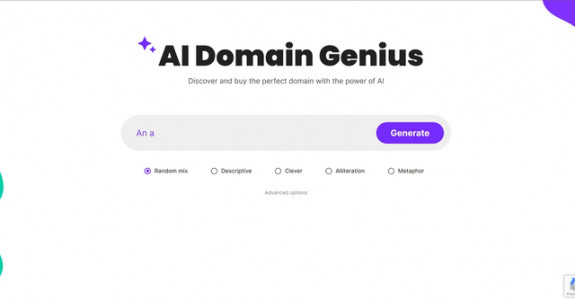 AI Domain Genius
Discover and buy the perfect domain with the power of AI
An a
Generate
Random mix
Descriptive
Clever
Alliteration
Metaphor
Advanced options